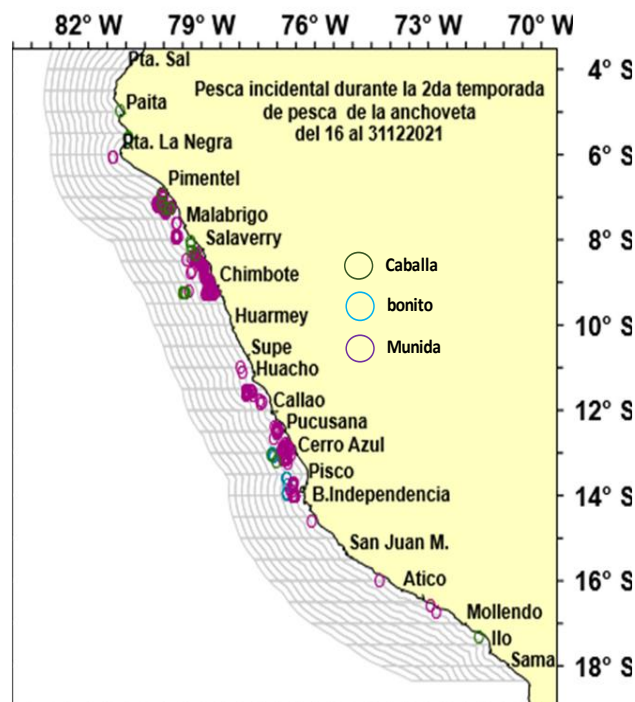 82° W 79° W 76° W 73° W 70° W
Pta. Sal
4° S
Pesca incidental durante la 2da temporada
de pesca de la anchoveta
del 16 al 31122021
Paita
Pta. La Negra
6° S
Pimentel
Malabrigo
8° S
Salaverry
Caballa
Chimbote
bonito
10° S
Huarmey
Munida
Supe
Huacho
12° S
Callao
Pucusana
Cerro Azul
Pisco
14° S
B.Independencia
San Juan M.
16° S
Atico
Mollendo
Ilo
18° S
Sama